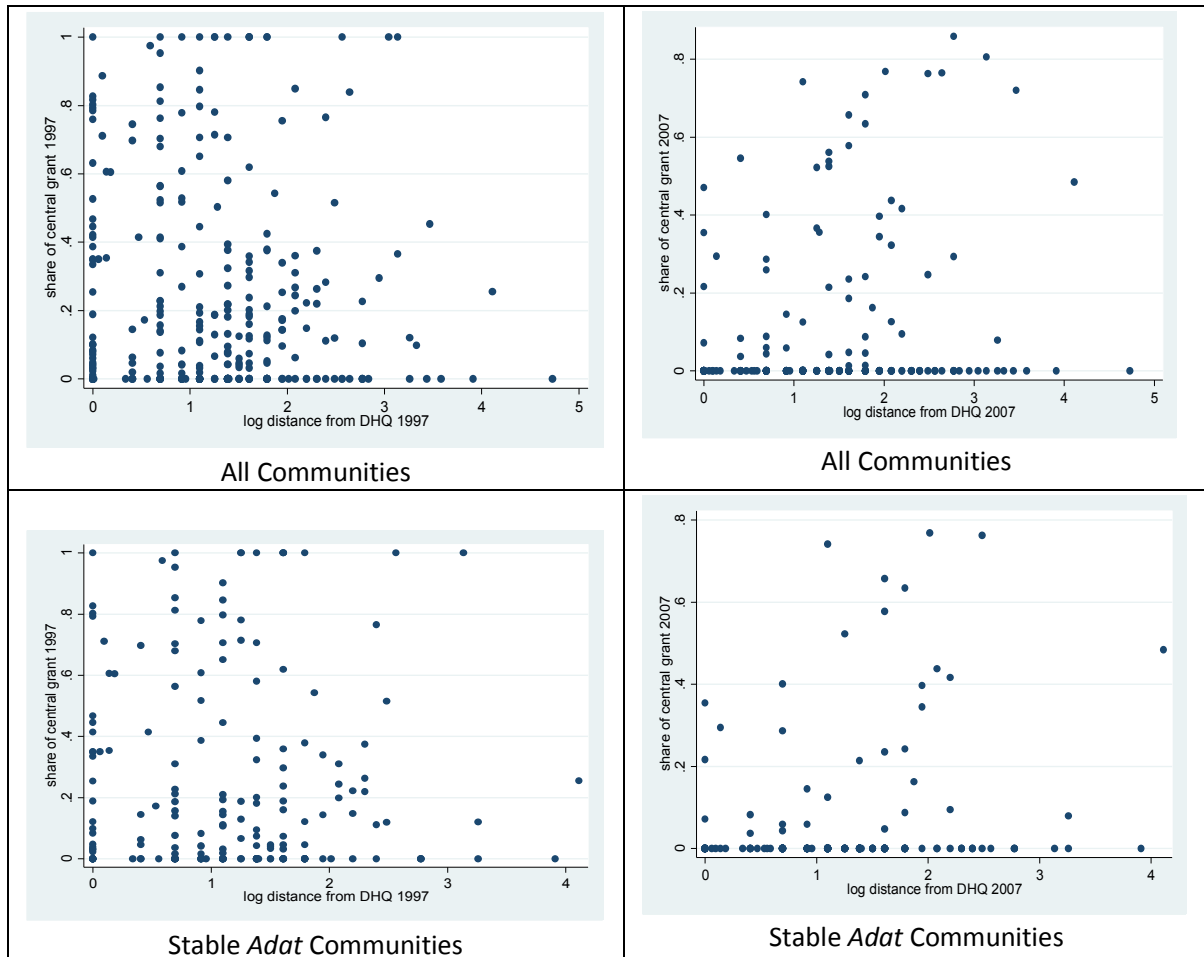 share of central grant 1997
1
.8
.6
.4
.2
0
0 1 2 3 4 5
log distance from DHQ 1997
All Communities
share of central grant 2007
.8
.6
.4
.2
0
0 1 2 3 4 5
log distance from DHQ 2007
All Communities
share of central grant 1997
1
.8
.6
.4
.2
0
0 1 2 3 4
log distance from DHQ 1997
Stable Adat Communities
share of central grant 2007
.8
.6
.4
.2
0
0 1 2 3 4
log distance from DHQ 2007
Stable Adat Communities